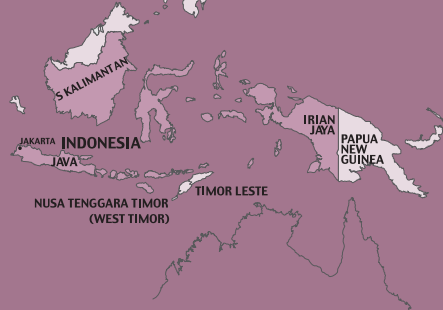 S KALIMANTAN
IRIAN
JAYA
PAPUA
NEW
GUINEA
JAKARTA
INDONESIA
JAVA
TIMOR LESTE
NUSA TENGGARA TIMOR
(WEST TIMOR)